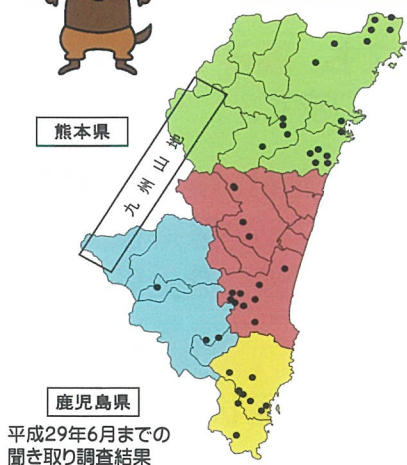 熊本県
九州山地
鹿児島県
平成29年6月までの
聞き取り調査結果